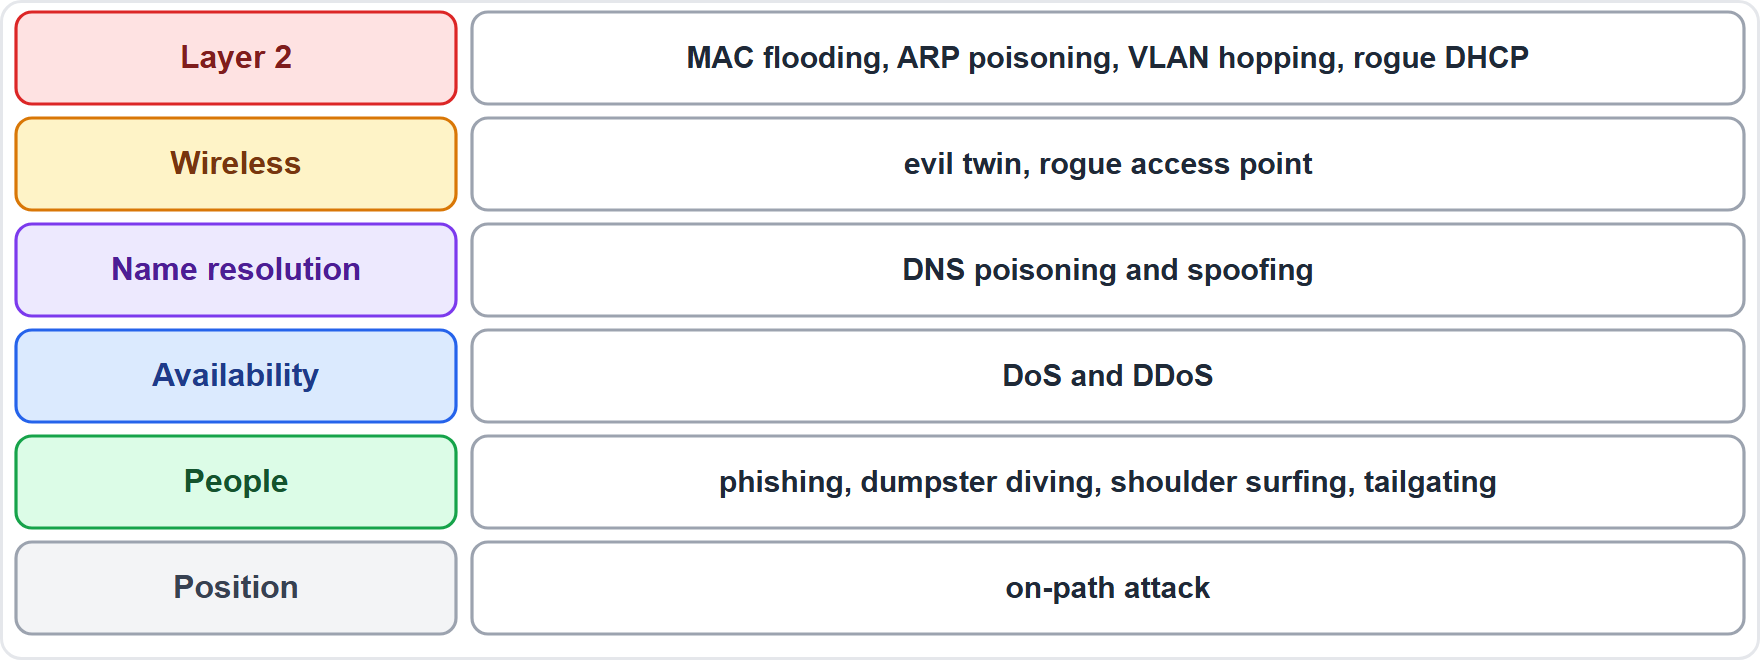 Layer 2
MAC flooding, ARP poisoning, VLAN hopping, rogue DHCP
Wireless
evil twin, rogue access point
Name resolution
DNS poisoning and spoofing
Availability
DoS and DDoS
People
phishing, dumpster diving, shoulder surfing, tailgating
Position
on-path attack